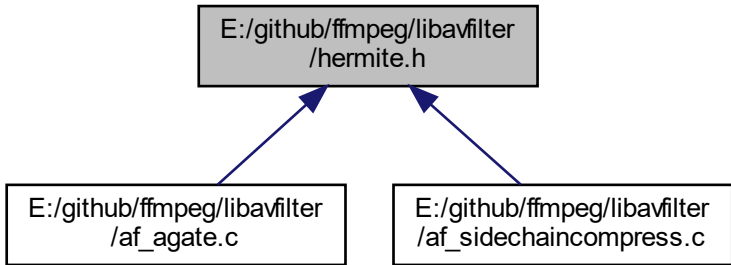 E:/github/ffmpeg/libavfilter
/hermite.h
E:/github/ffmpeg/libavfilter
/af_agate.c
E:/github/ffmpeg/libavfilter
/af_sidechaincompress.c